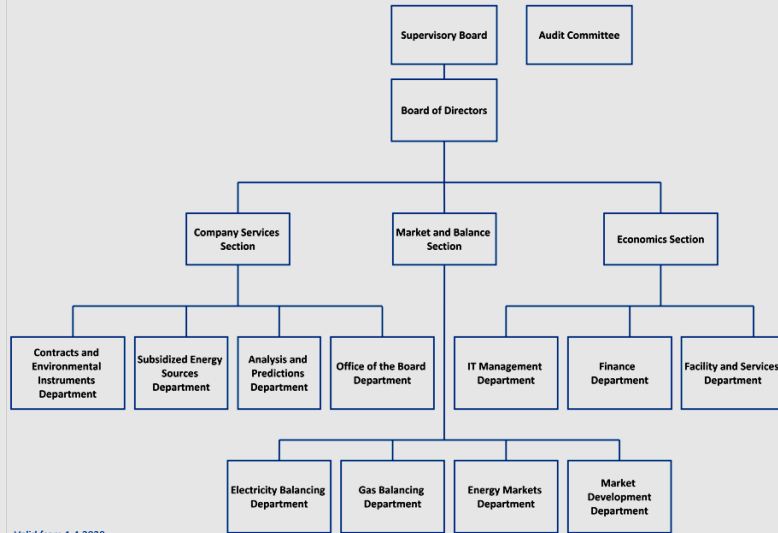 Supervisory Board
Audit Committee
Board of Directors
Company Services
Section
Market and Balance
Section
Economics Section
Contracts and
Environmental
Instruments
Department
Subsidized Energy
Sources
Department
Analysis and
Predictions
Department
Office of the Board
Department
IT Management
Department
Finance
Department
Facility and Services
Department
Electricity Balancing
Department
Gas Balancing
Department
Energy Markets
Department
Market
Development
Department
Valid from